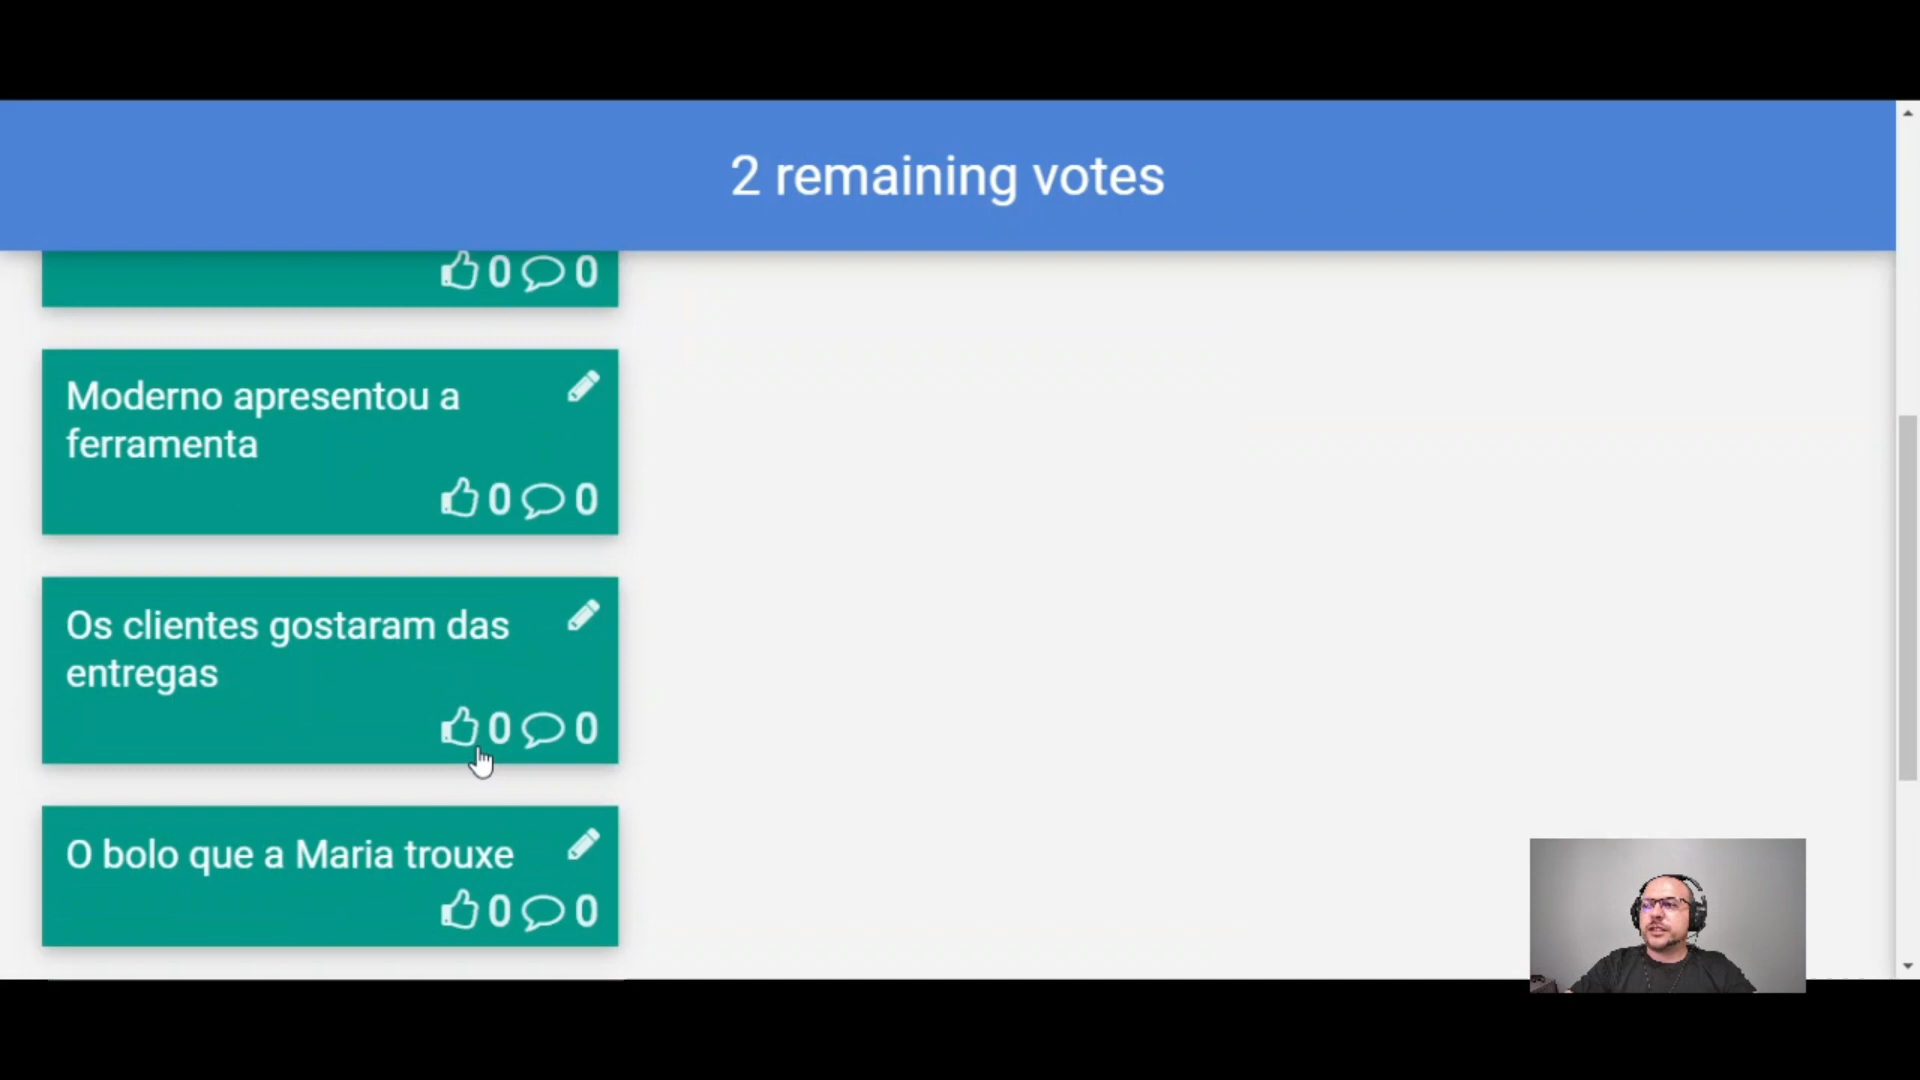 2 remaining votes
0 0
Moderno apresentou a
ferramenta
0 0
Os clientes gostaram das
entregas
0 0
O bolo que a Maria trouxe
0 0